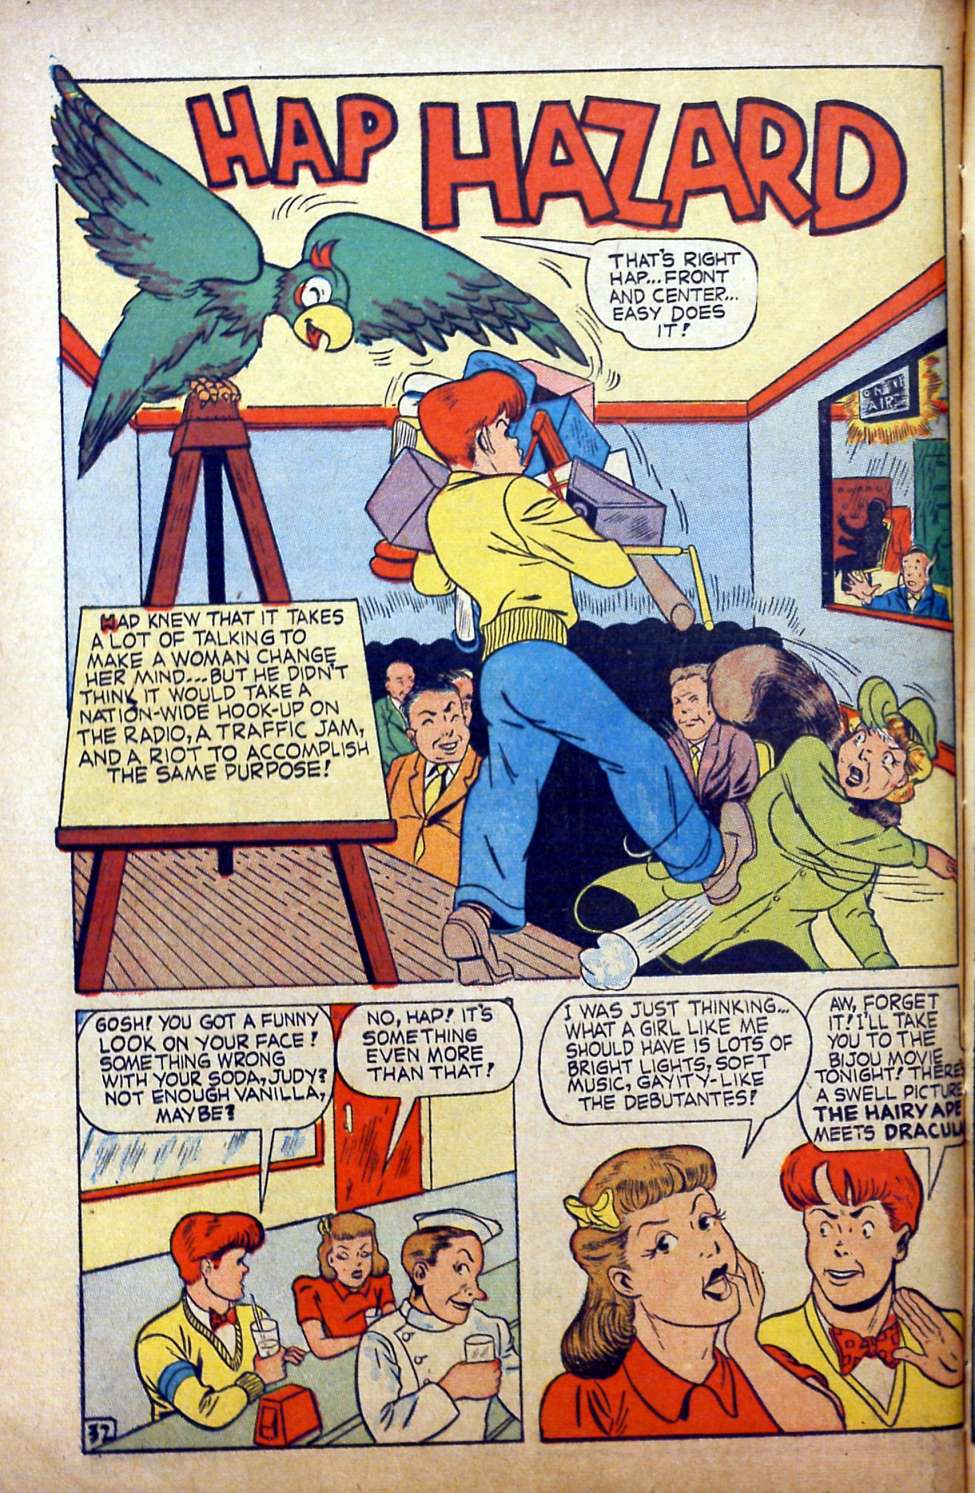 HAP HAZARD
THAT'S RIGHT
HAP...FRONT
AND CENTER...
EASY DOES
IT!
ON THE
AIR
HAP KNEW THAT IT TAKES
A LOT OF TALKING TO
MAKE A WOMAN CHANGE
HER MIND...BUT HE DIDN'T
THINK IT WOULD TAKE A
NATION-WIDE HOOK-UP ON
THE RADIO, A TRAFFIC JAM,
AND A RIOT TO ACCOMPLISH
THE SAME PURPOSE!
GOSH! YOU GOT A FUNNY
LOOK ON YOUR FACE!
SOMETHING WRONG
WITH YOUR SODA, JUDY?
NOT ENOUGH VANILLA,
MAYBE?
NO, HAP! IT'S
SOMETHING
EVEN MORE
THAN THAT!
I WAS JUST THINKING...
WHAT A GIRL LIKE ME
SHOULD HAVE IS LOTS OF
BRIGHT LIGHTS, SOFT
MUSIC, GAYITY-LIKE
THE DEBUTANTES!
AW, FORGET
IT! I'LL TAKE
YOU TO THE
BIJOU MOVIE
TONIGHT! THERE'S
A SWELL PICTURE,
THE HAIRY APE
MEETS DRACULA
37